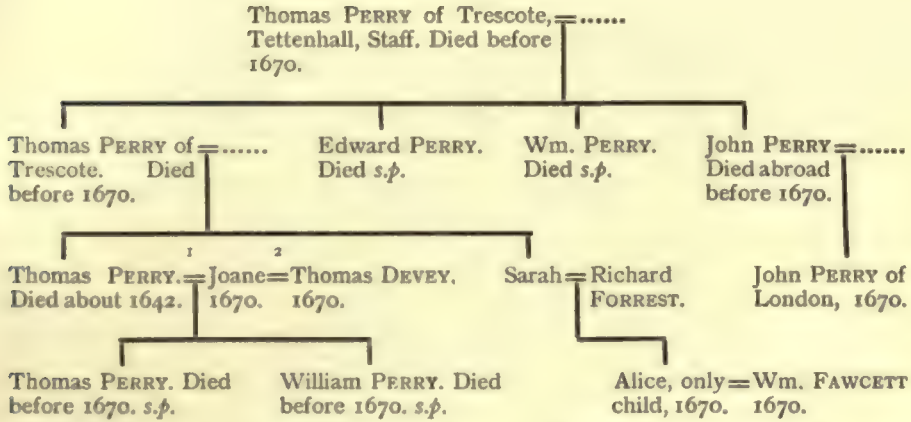 Thomas PERRY of Trescote,=......
Tettenhall, Staff. Died before
1670.
Thomas PERRY of=......
Trescote. Died
before 1670.
Edward PERRY.
Died s.p.
Wm. PERRY.
Died s.p.
John PERRY=......
Died abroad
before 1670.
1 2
Thomas PERRY.=Joane=Thomas DEVEY.
Died about 1642. 1670. 1670.
Sarah=Richard
FORREST.
John PERRY of
London, 1670.
Thomas PERRY. Died
before 1670. s.p.
William PERRY. Died
before 1670. s.p.
Alice, only=Wm. FAWCETT
child, 1670. 1670.